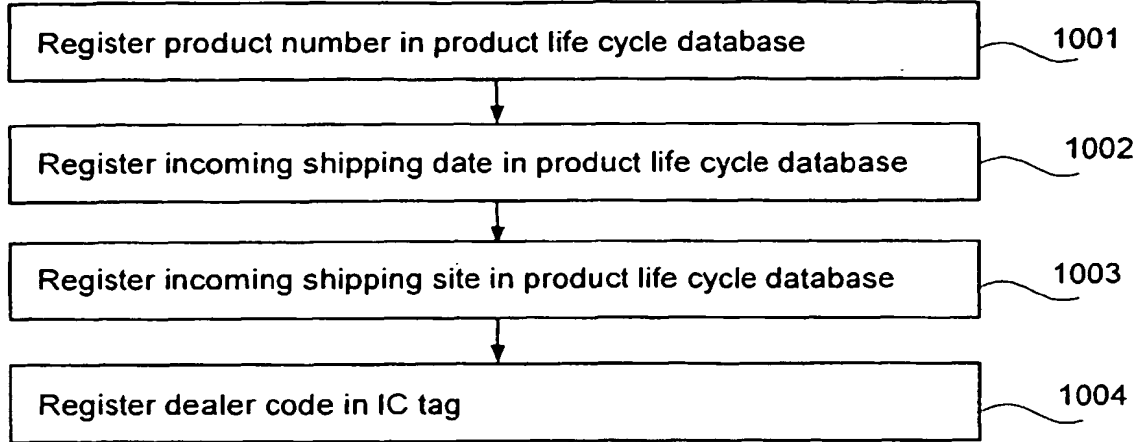 Register product number in product life cycle database
1001
Register incoming shipping date in product life cycle database
1002
Register incoming shipping site in product life cycle database
1003
Register dealer code in IC tag
1004